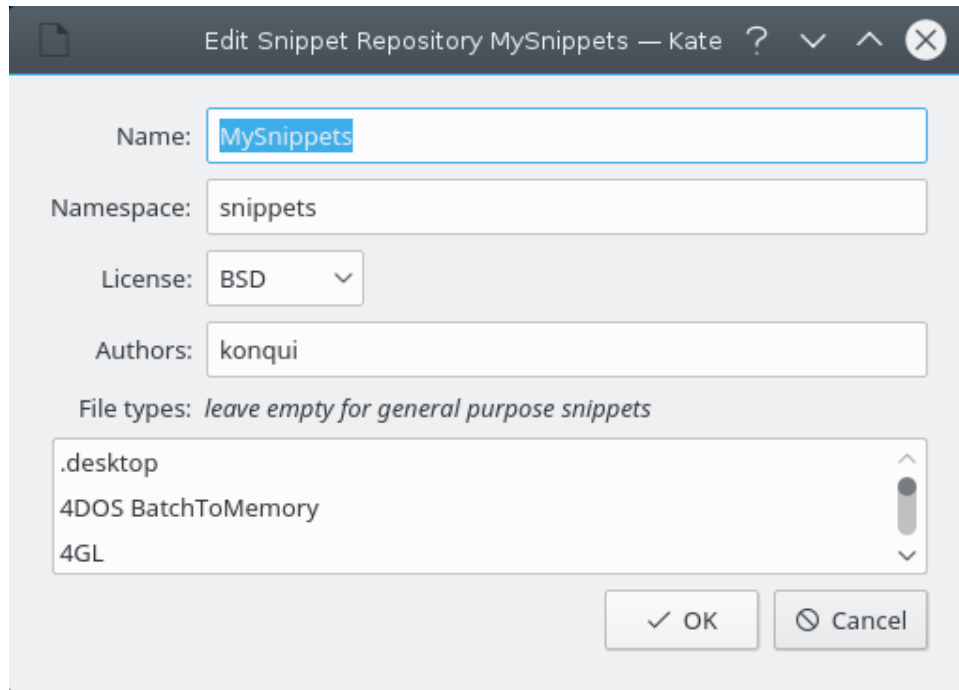 Edit Snippet Repository MySnippets — Kate ?
Name: MySnippets
Namespace: snippets
License: BSD
Authors: konqui
File types: leave empty for general purpose snippets
.desktop
4DOS BatchToMemory
4GL
OK Cancel